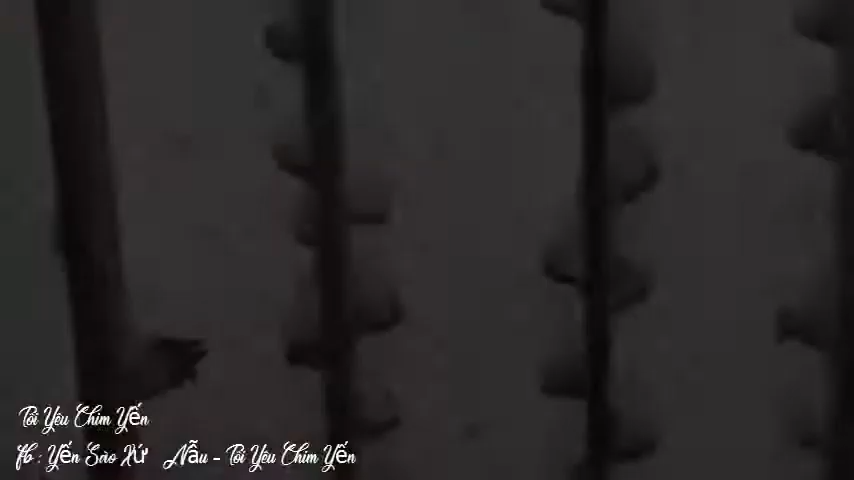 Tôi Yêu Chim Yến
fb : Yến Sào Xứ Nẫu - Tôi Yêu Chim Yến